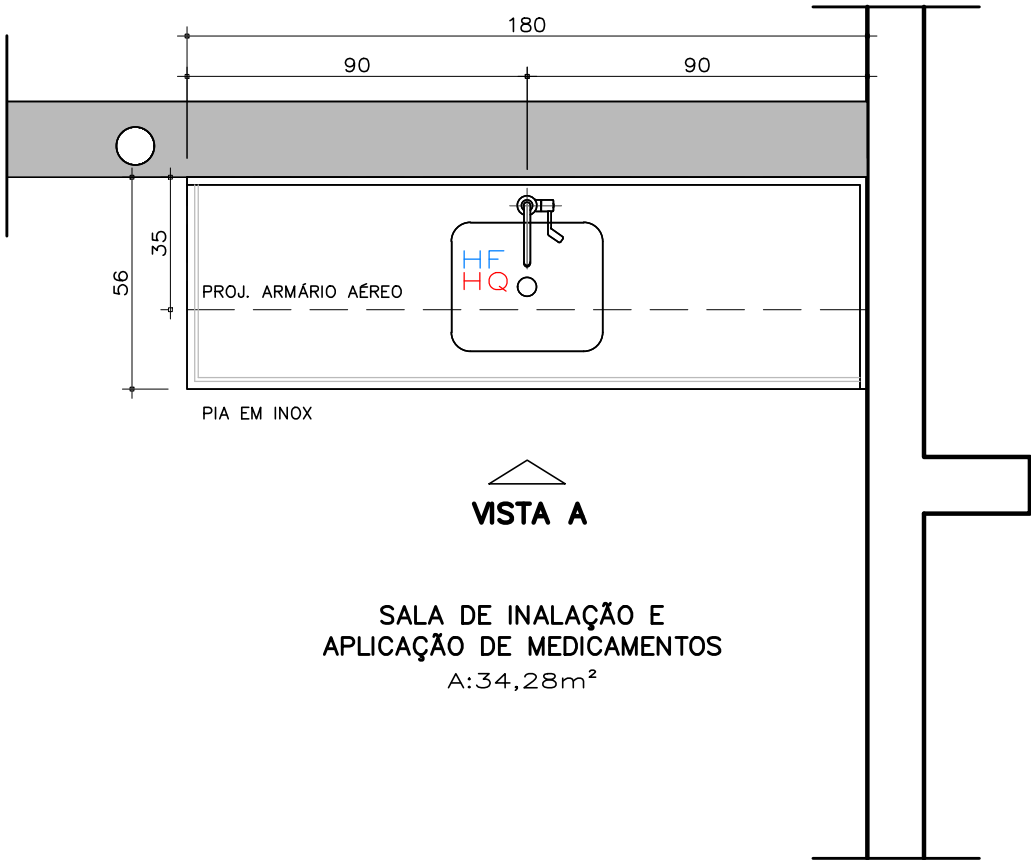 180
90
90
56
35
HF
HQ
PROJ. ARMÁRIO AÉREO
PIA EM INOX
VISTA A
SALA DE INALAÇÃO E
APLICAÇÃO DE MEDICAMENTOS
A:34,28m²